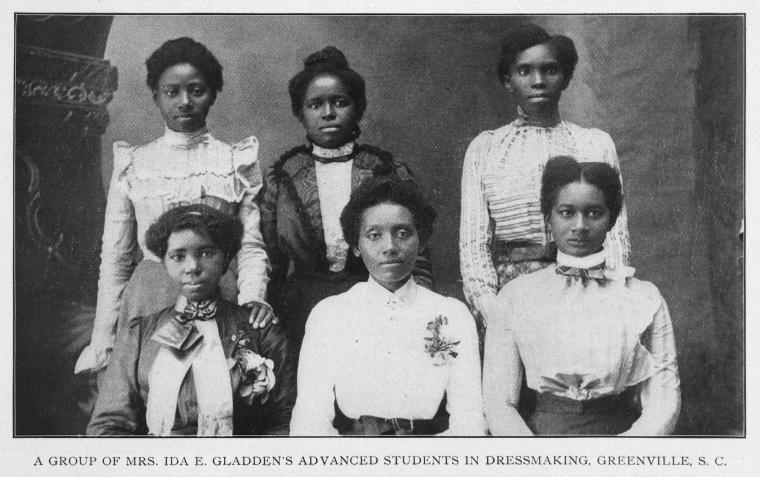 A GROUP OF MRS. IDA E. GLADDEN'S ADVANCED STUDENTS IN DRESSMAKING, GREENVILLE, S. C.